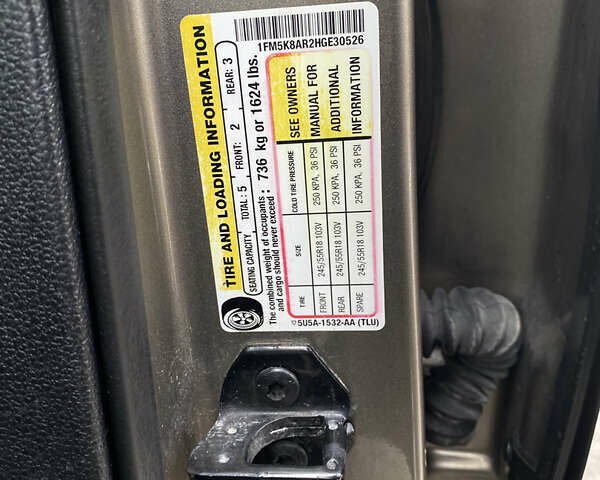 1FM5K8AR2HGE30526
TIRE AND LOADING INFORMATION
SEATING CAPACITY TOTAL: 5 FRONT: 2 REAR: 3
The combined weight of occupants
and cargo should never exceed : 736 kg or 1624 lbs.
TIRE SIZE COLD TIRE PRESSURE SEE OWNERS
FRONT 245/55R18 103V 250 KPA, 36 PSI MANUAL FOR
REAR 245/55R18 103V 250 KPA, 36 PSI ADDITIONAL
SPARE 245/55R18 103V 250 KPA, 36 PSI INFORMATION
5U5A-1532-AA (TLU)